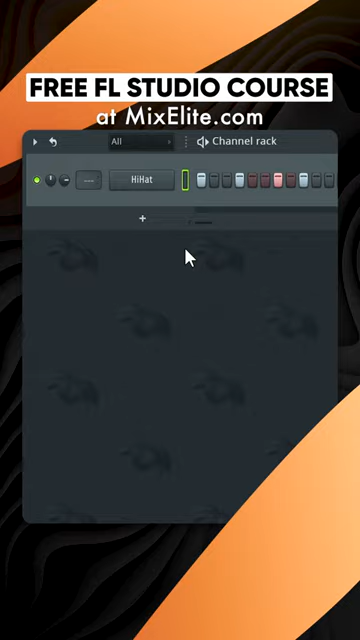 FREE FL STUDIO COURSE
at MixElite.com
All
Channel rack
HiHat